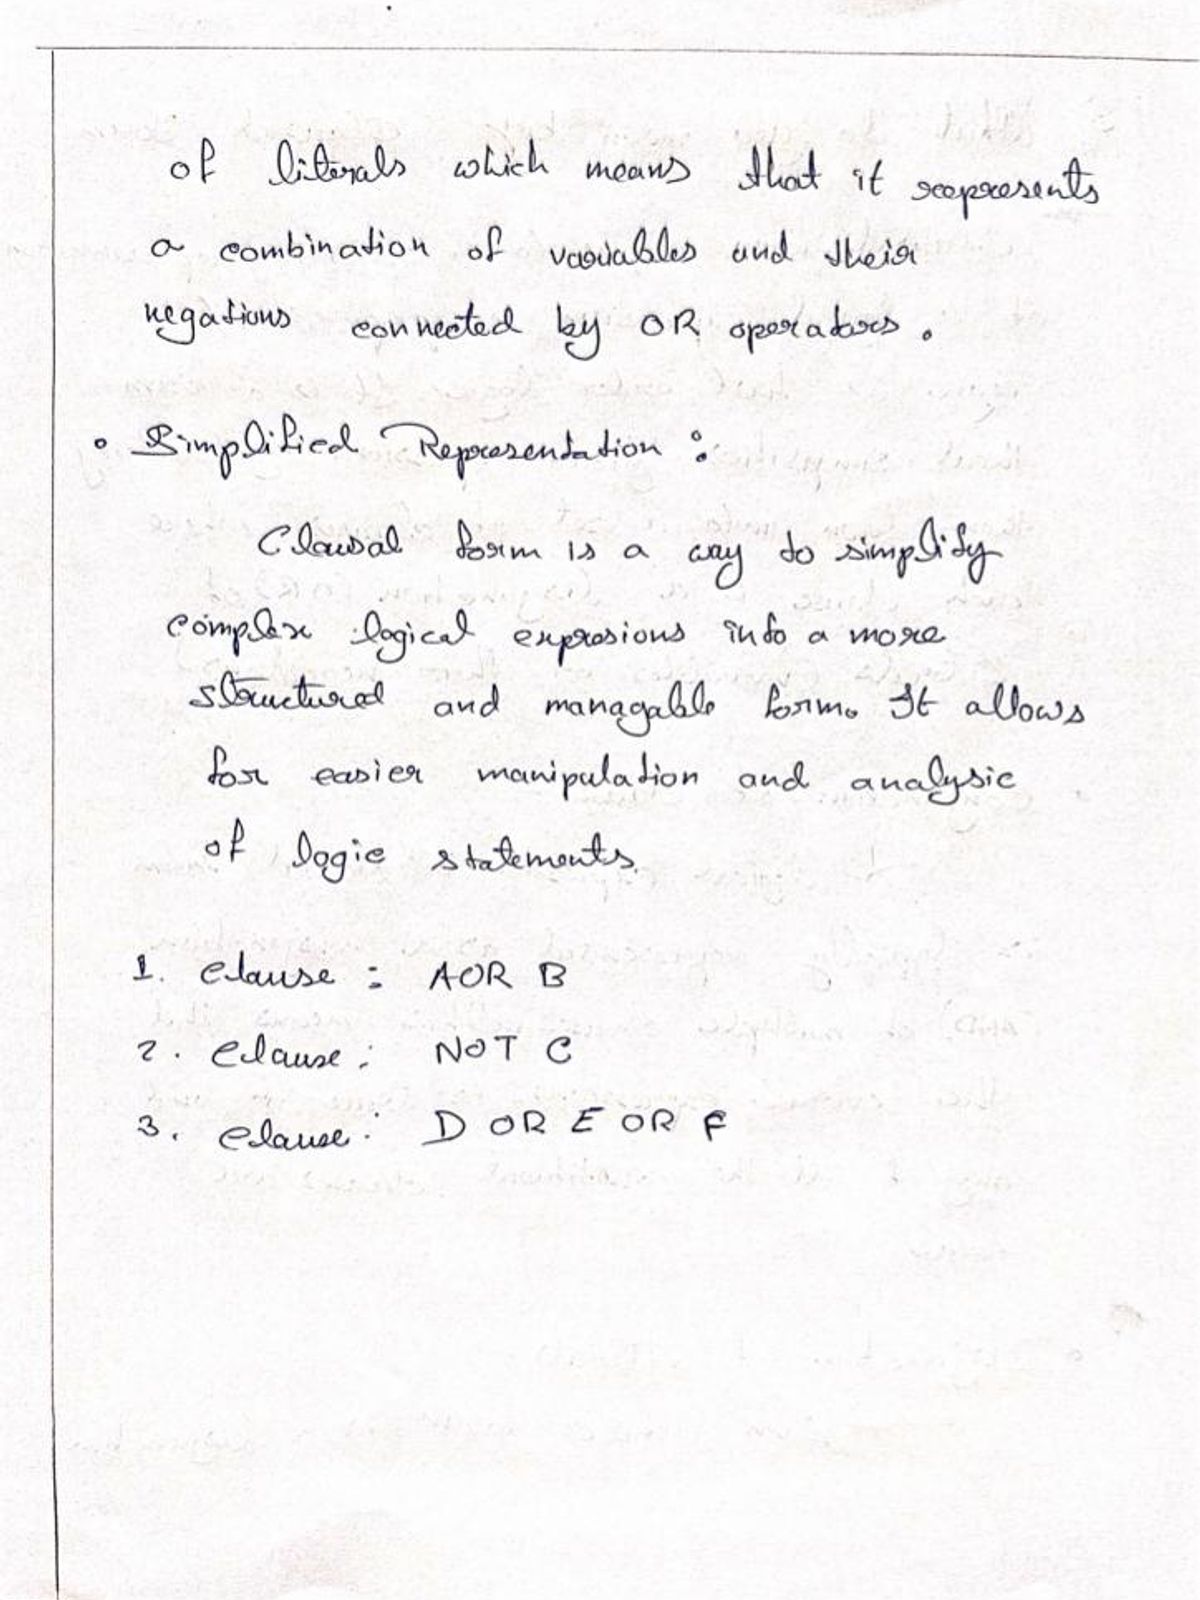 of literals which means that it represents
a combination of variables and their
negations connected by OR operators.
• Simplified Representation :
Clausal form is a way to simplify
complex logical expresions into a more
structured and managable form. It allows
for easier manipulation and analysic
of logic statements.
1. Clause : A OR B
2. Clause : NOT C
3. Clause : D OR E OR F